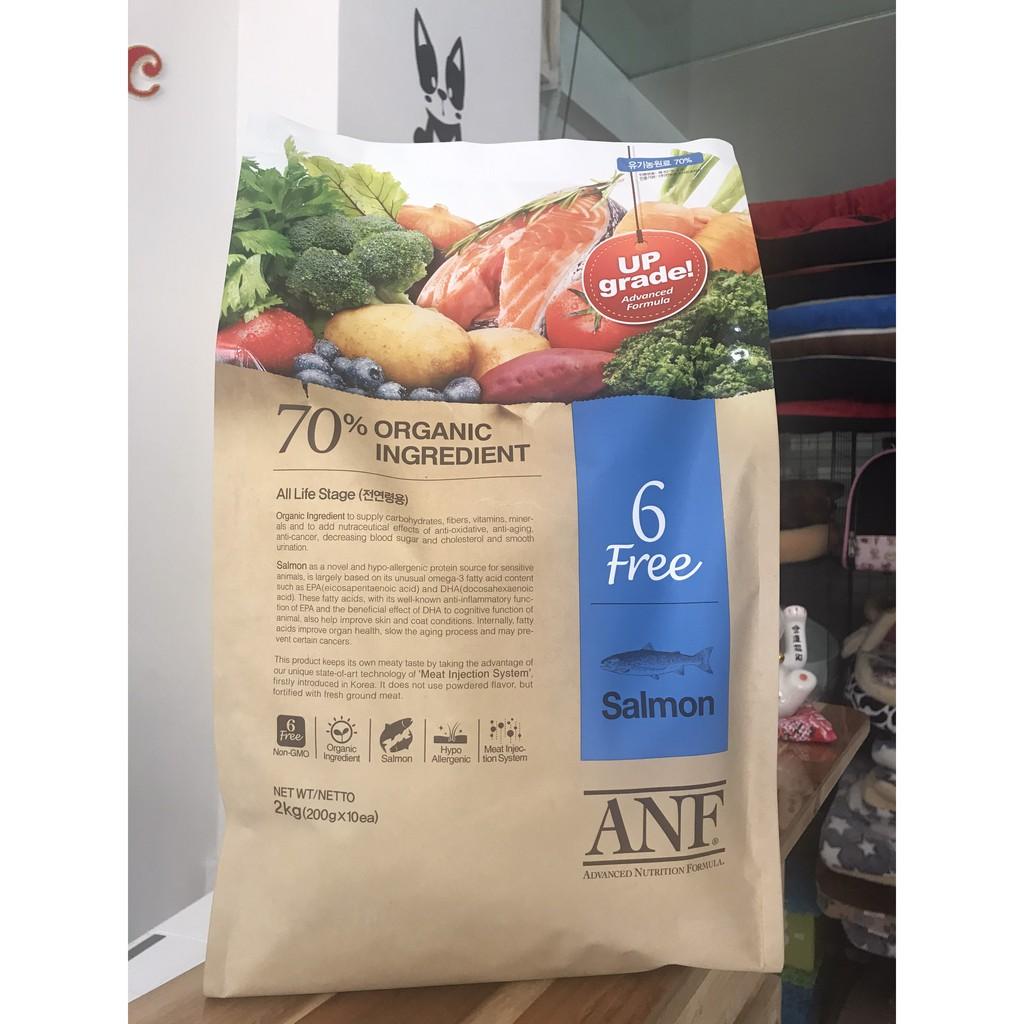 c
유기농원료 70%
UP
grade!
Advanced
Formula
70% ORGANIC
INGREDIENT
All Life Stage (전연령용)
Organic Ingredient to supply carbohydrates, fibers, vitamins, miner-
als and to add nutraceutical effects of anti-oxidative, anti-aging,
anti-cancer, decreasing blood sugar and cholesterol and smooth
urination.
Salmon as a novel and hypo-allergenic protein source for sensitive
animals, is largely based on its unusual omega-3 fatty acid content
such as EPA(eicosapentaenoic acid) and DHA(docosahexaenoic
acid). These fatty acids, with its well-known anti-inflammatory func-
tion of EPA and the beneficial effect of DHA to cognitive function of
animal, also help improve skin and coat conditions. Internally, fatty
acids improve organ health, slow the aging process and may pre-
vent certain cancers.
This product keeps its own meaty taste by taking the advantage of
our unique state-of-art technology of 'Meat Injection System',
firstly introduced in Korea. It does not use powdered flavor, but
fortified with fresh ground meat.
6
Free
Salmon
6
Free
Non-GMO
Organic
Ingredient
Salmon
Hypo
Allergenic
Meat Injec-
tion System
NET WT/NETTO
2kg(200gX10ea)
ANF®
ADVANCED NUTRITION FORMULA.